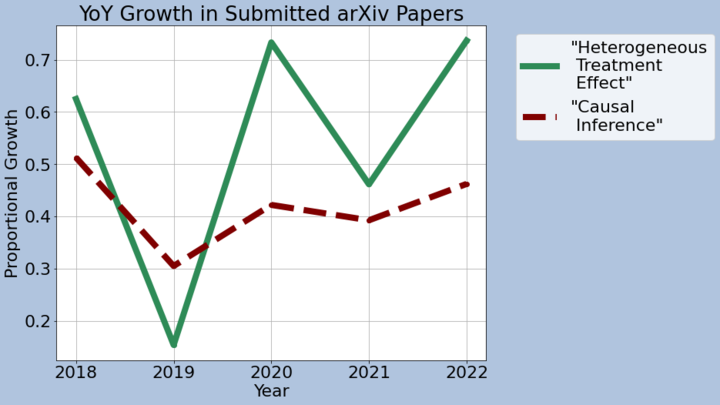 YoY Growth in Submitted arXiv Papers
"Heterogeneous
Treatment
Effect"
"Causal
Inference"
Proportional Growth
0.7
0.6
0.5
0.4
0.3
0.2
2018 2019 2020 2021 2022
Year